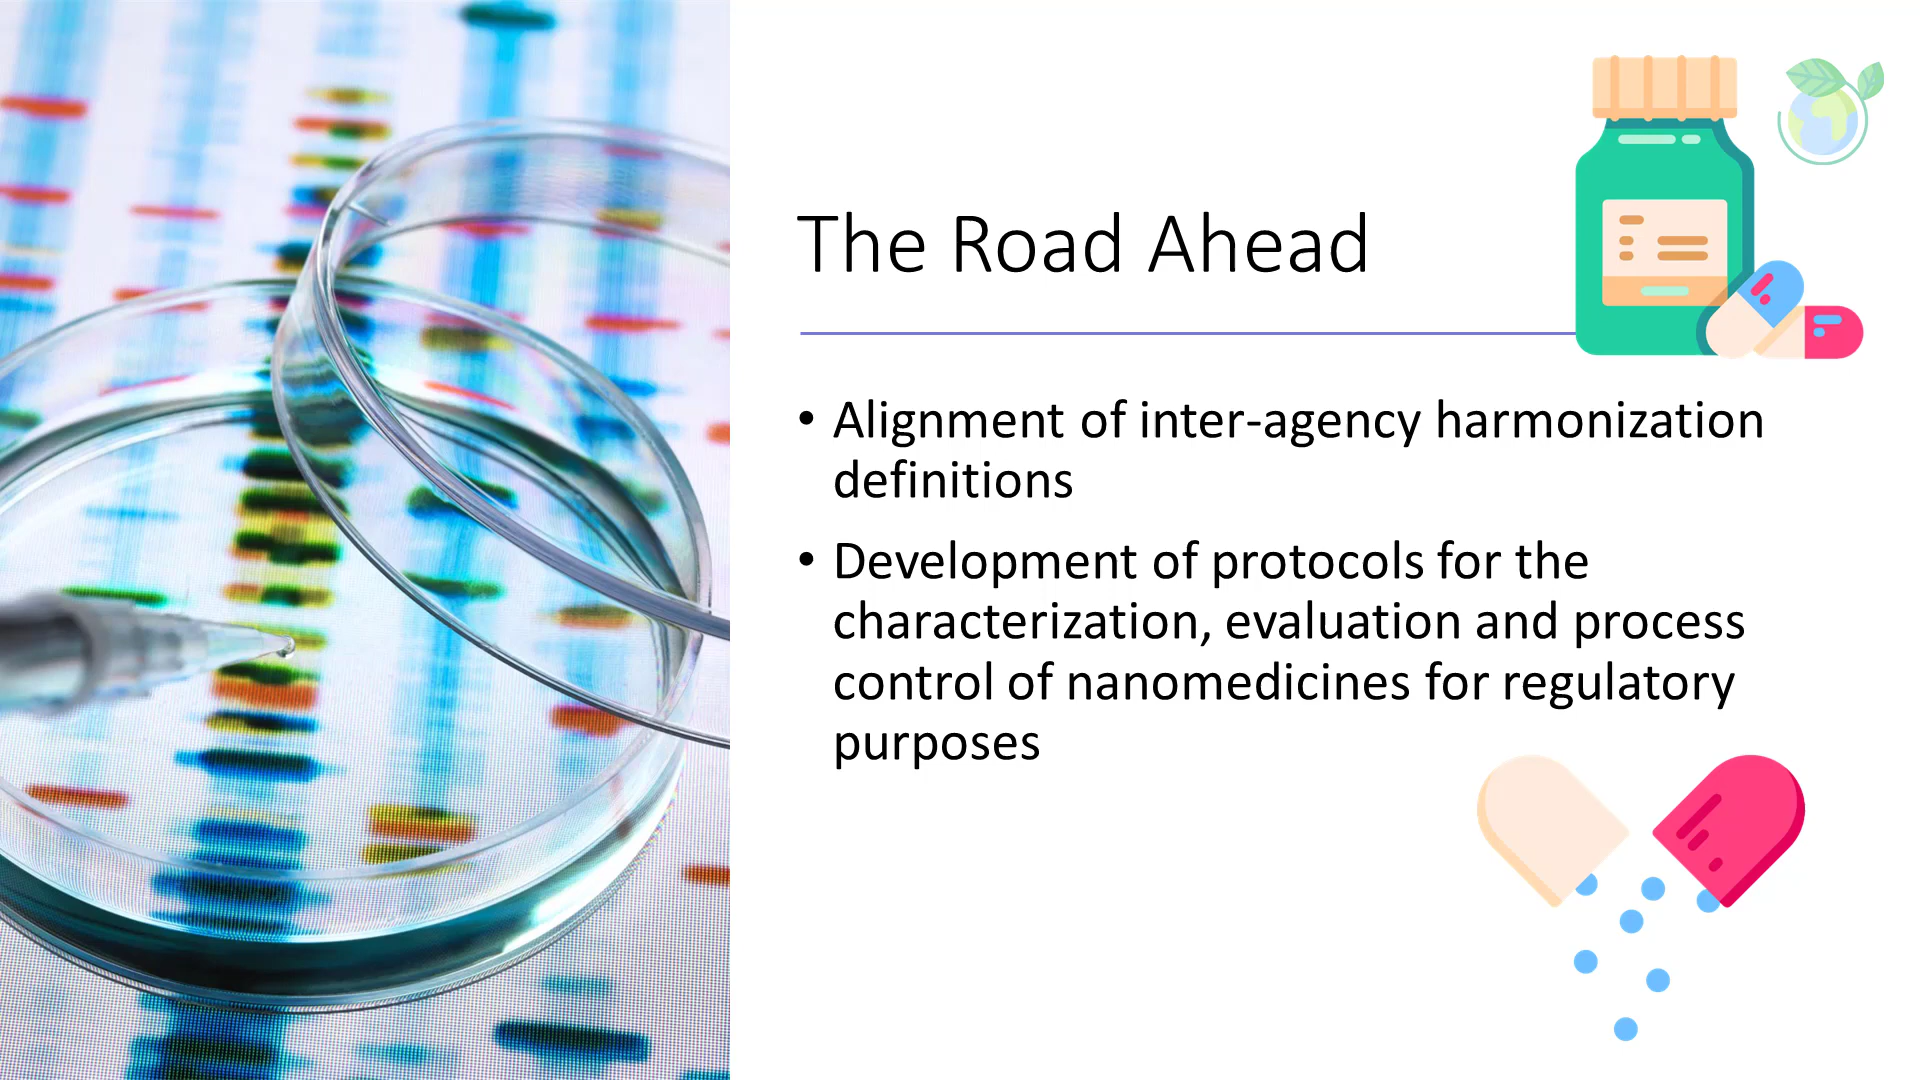 The Road Ahead
• Alignment of inter-agency harmonization
definitions
• Development of protocols for the
characterization, evaluation and process
control of nanomedicines for regulatory
purposes